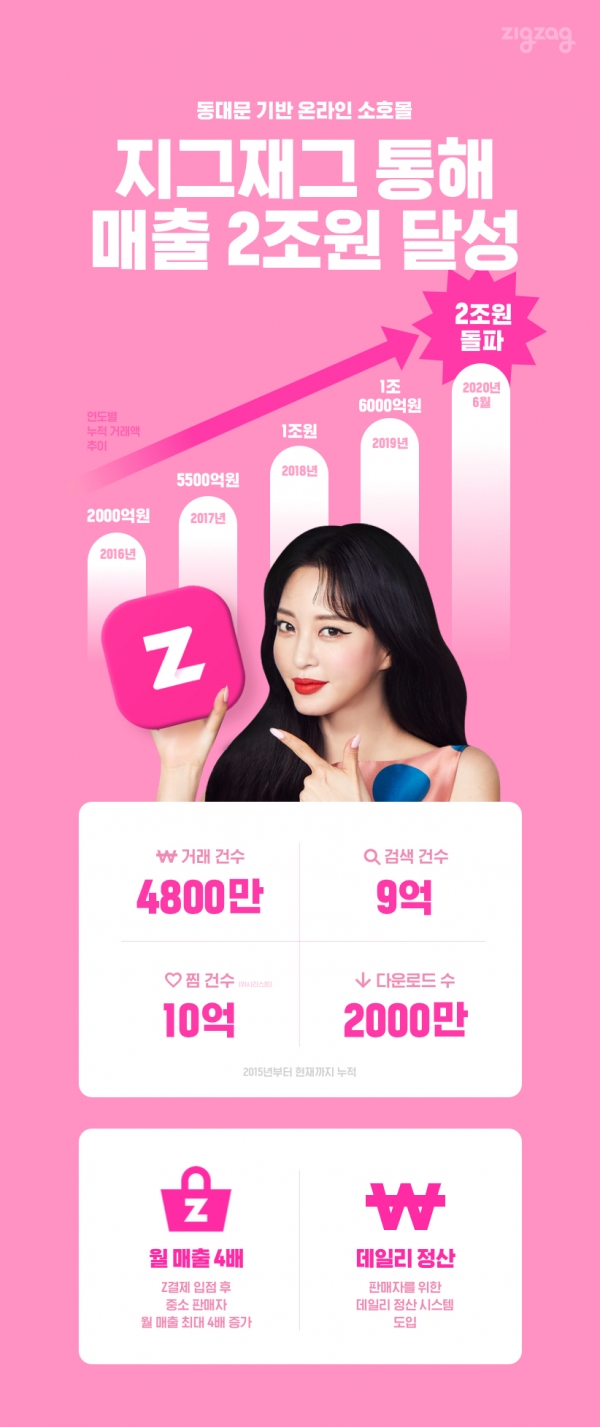 zigzag
동대문 기반 온라인 소호몰
지그재그 통해
매출 2조원 달성
2조원
돌파
2020년
6월
1조
6000억원
2019년
연도별
누적 거래액
추이
1조원
2018년
5500억원
2017년
2000억원
2016년
Z
₩ 거래 건수
4800만
검색 건수
9억
찜 건수 (위시리스트)
10억
다운로드 수
2000만
2015년부터 현재까지 누적
Z
월 매출 4배
Z결제 입점 후
중소 판매자
월 매출 최대 4배 증가
₩
데일리 정산
판매자를 위한
데일리 정산 시스템
도입